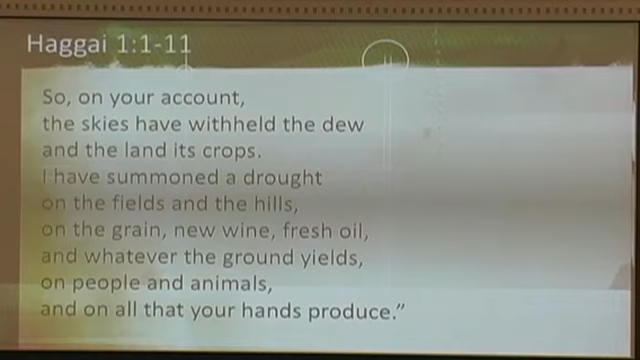 Haggai 1:1-11
So, on your account,
the skies have withheld the dew
and the land its crops.
I have summoned a drought
on the fields and the hills,
on the grain, new wine, fresh oil,
and whatever the ground yields,
on people and animals,
and on all that your hands produce.”